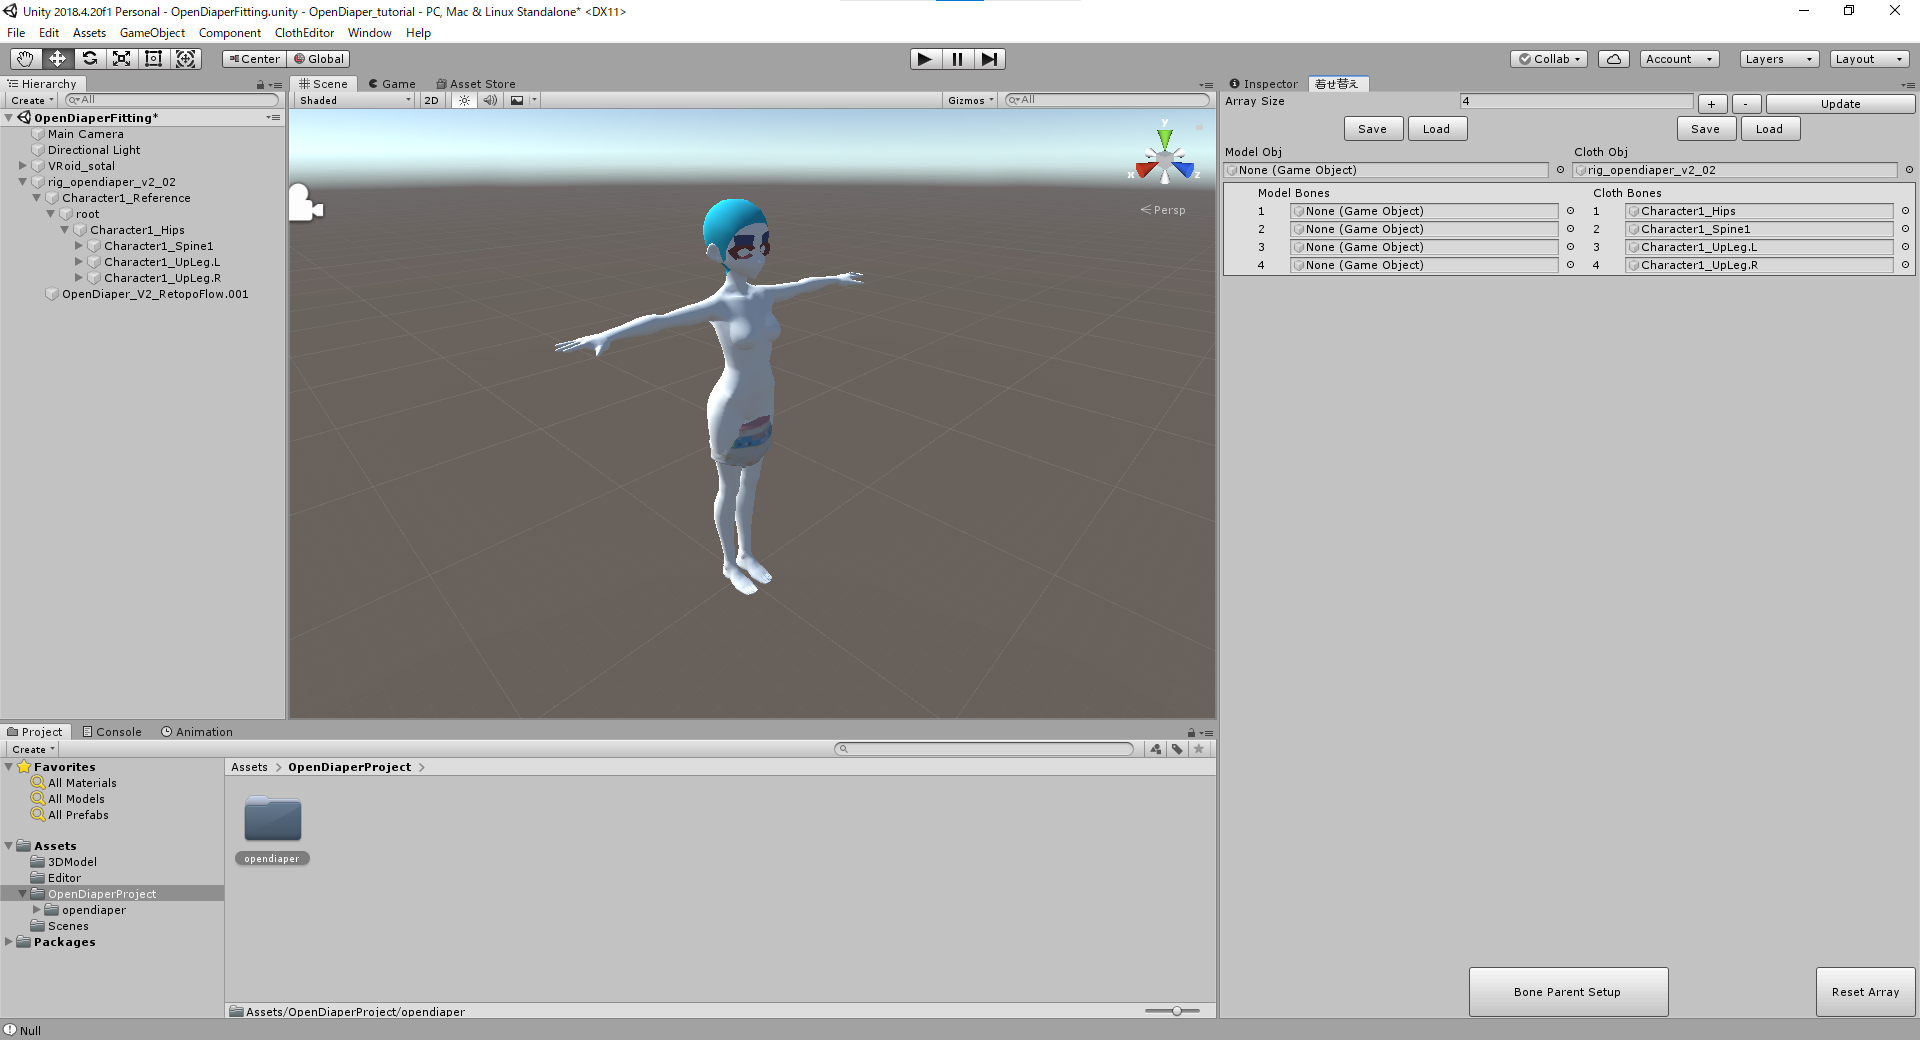 Unity 2018.4.20f1 Personal - OpenDiaperFitting.unity - OpenDiaper_tutorial - PC, Mac & Linux Standalone* <DX11>
File Edit Assets GameObject Component ClothEditor Window Help
Center Global Collab Account Layers Layout
Hierarchy
Create All
OpenDiaperFitting*
Main Camera
Directional Light
VRoid_sotal
rig_opendiaper_v2_02
Character1_Reference
root
Character1_Hips
Character1_Spine1
Character1_UpLeg.L
Character1_UpLeg.R
OpenDiaper_V2_RetopoFlow.001
Scene Game Asset Store
Shaded 2D Gizmos All
y
x z
Persp
Inspector 着せ替え
Array Size 4 + - Update
Save Load Save Load
Model Obj Cloth Obj
None (Game Object) rig_opendiaper_v2_02
Model Bones Cloth Bones
1 None (Game Object) 1 Character1_Hips
2 None (Game Object) 2 Character1_Spine1
3 None (Game Object) 3 Character1_UpLeg.L
4 None (Game Object) 4 Character1_UpLeg.R
Bone Parent Setup Reset Array
Project Console Animation
Create
Favorites
All Materials
All Models
All Prefabs
Assets
3DModel
Editor
OpenDiaperProject
opendiaper
Scenes
Packages
Assets OpenDiaperProject
opendiaper
Assets/OpenDiaperProject/opendiaper
Null